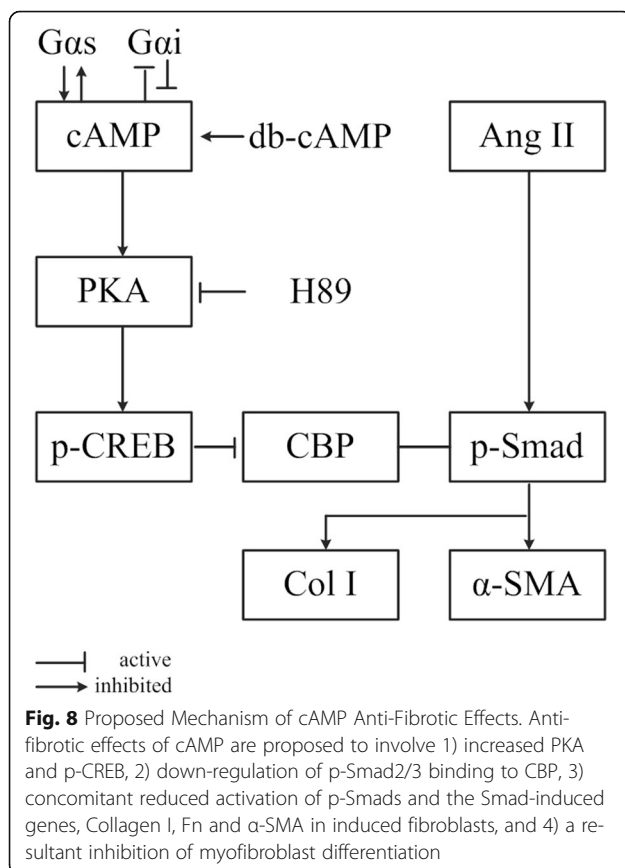 Gαs Gαi
cAMP
db-cAMP
Ang II
PKA
H89
p-CREB
CBP
p-Smad
Col I
α-SMA
active
inhibited
Fig. 8 Proposed Mechanism of cAMP Anti-Fibrotic Effects. Anti-
fibrotic effects of cAMP are proposed to involve 1) increased PKA
and p-CREB, 2) down-regulation of p-Smad2/3 binding to CBP, 3)
concomitant reduced activation of p-Smads and the Smad-induced
genes, Collagen I, Fn and α-SMA in induced fibroblasts, and 4) a re-
sultant inhibition of myofibroblast differentiation